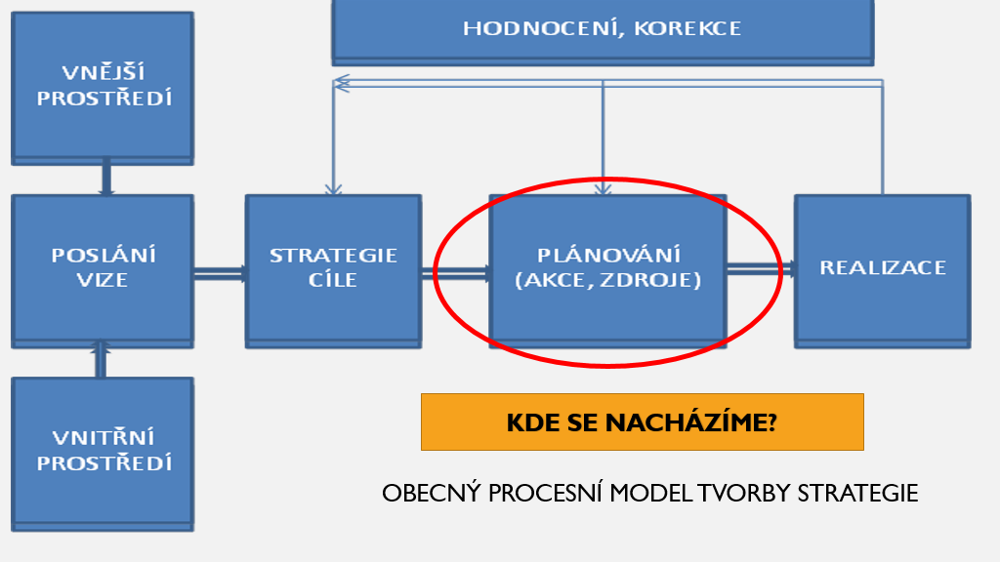 HODNOCENÍ, KOREKCE
VNĚJŠÍ
PROSTŘEDÍ
POSLÁNÍ
VIZE
STRATEGIE
CÍLE
PLÁNOVÁNÍ
(AKCE, ZDROJE)
REALIZACE
VNITŘNÍ
PROSTŘEDÍ
KDE SE NACHÁZÍME?
OBECNÝ PROCESNÍ MODEL TVORBY STRATEGIE